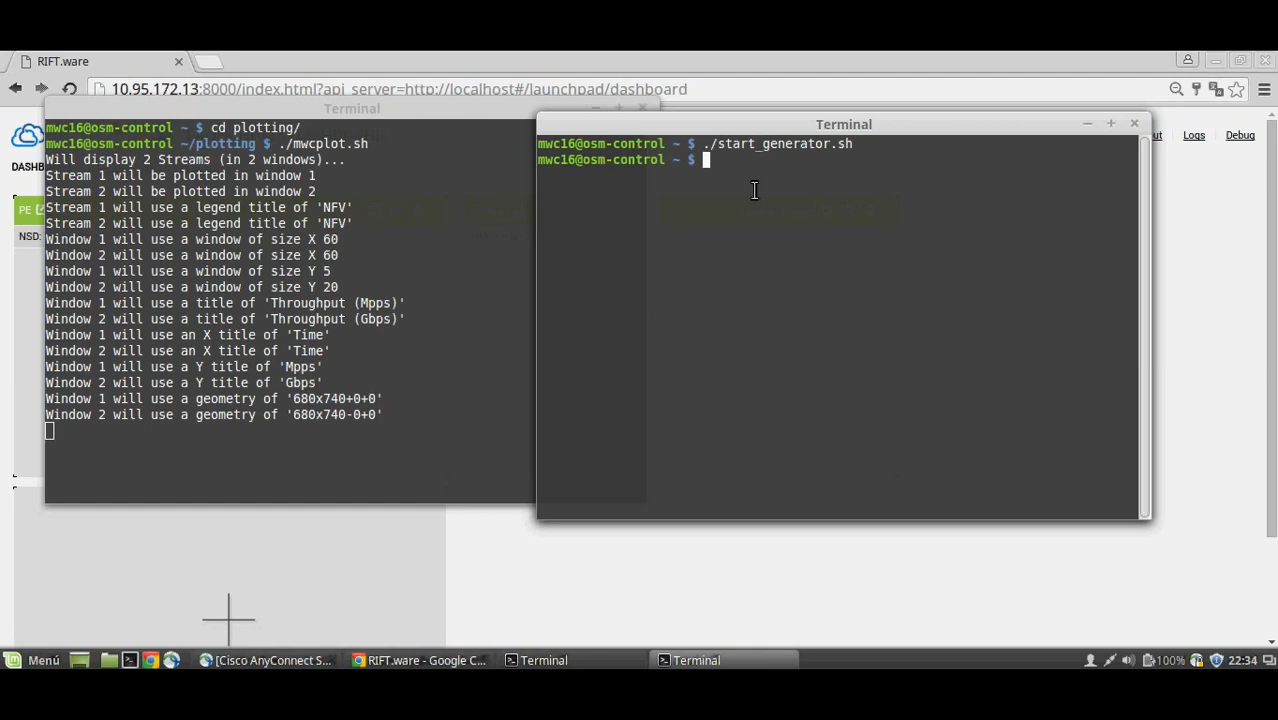 RIFT.ware
10.95.172.13:8000/index.html?api_server=http://localhost#/launchpad/dashboard
Terminal
mwc16@osm-control ~ $ cd plotting/
mwc16@osm-control ~/plotting $ ./mwcplot.sh
Will display 2 Streams (in 2 windows)...
Stream 1 will be plotted in window 1
Stream 2 will be plotted in window 2
Stream 1 will use a legend title of 'NFV'
Stream 2 will use a legend title of 'NFV'
Window 1 will use a window of size X 60
Window 2 will use a window of size X 60
Window 1 will use a window of size Y 5
Window 2 will use a window of size Y 20
Window 1 will use a title of 'Throughput (Mpps)'
Window 2 will use a title of 'Throughput (Gbps)'
Window 1 will use an X title of 'Time'
Window 2 will use an X title of 'Time'
Window 1 will use a Y title of 'Mpps'
Window 2 will use a Y title of 'Gbps'
Window 1 will use a geometry of '680x740+0+0'
Window 2 will use a geometry of '680x740-0+0'
Terminal
mwc16@osm-control ~ $ ./start_generator.sh
mwc16@osm-control ~ $
Logs
Debug
DASHB
PE
NSD:
Menú
[Cisco AnyConnect S...
RIFT.ware - Google C...
Terminal
Terminal
100%
22:34